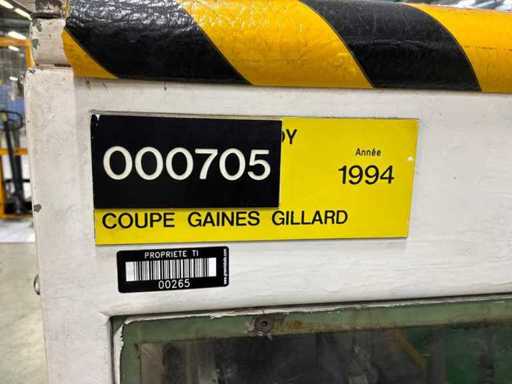 DY
000705
Année
1994
COUPE GAINES GILLARD
PROPRIETE TI
00265